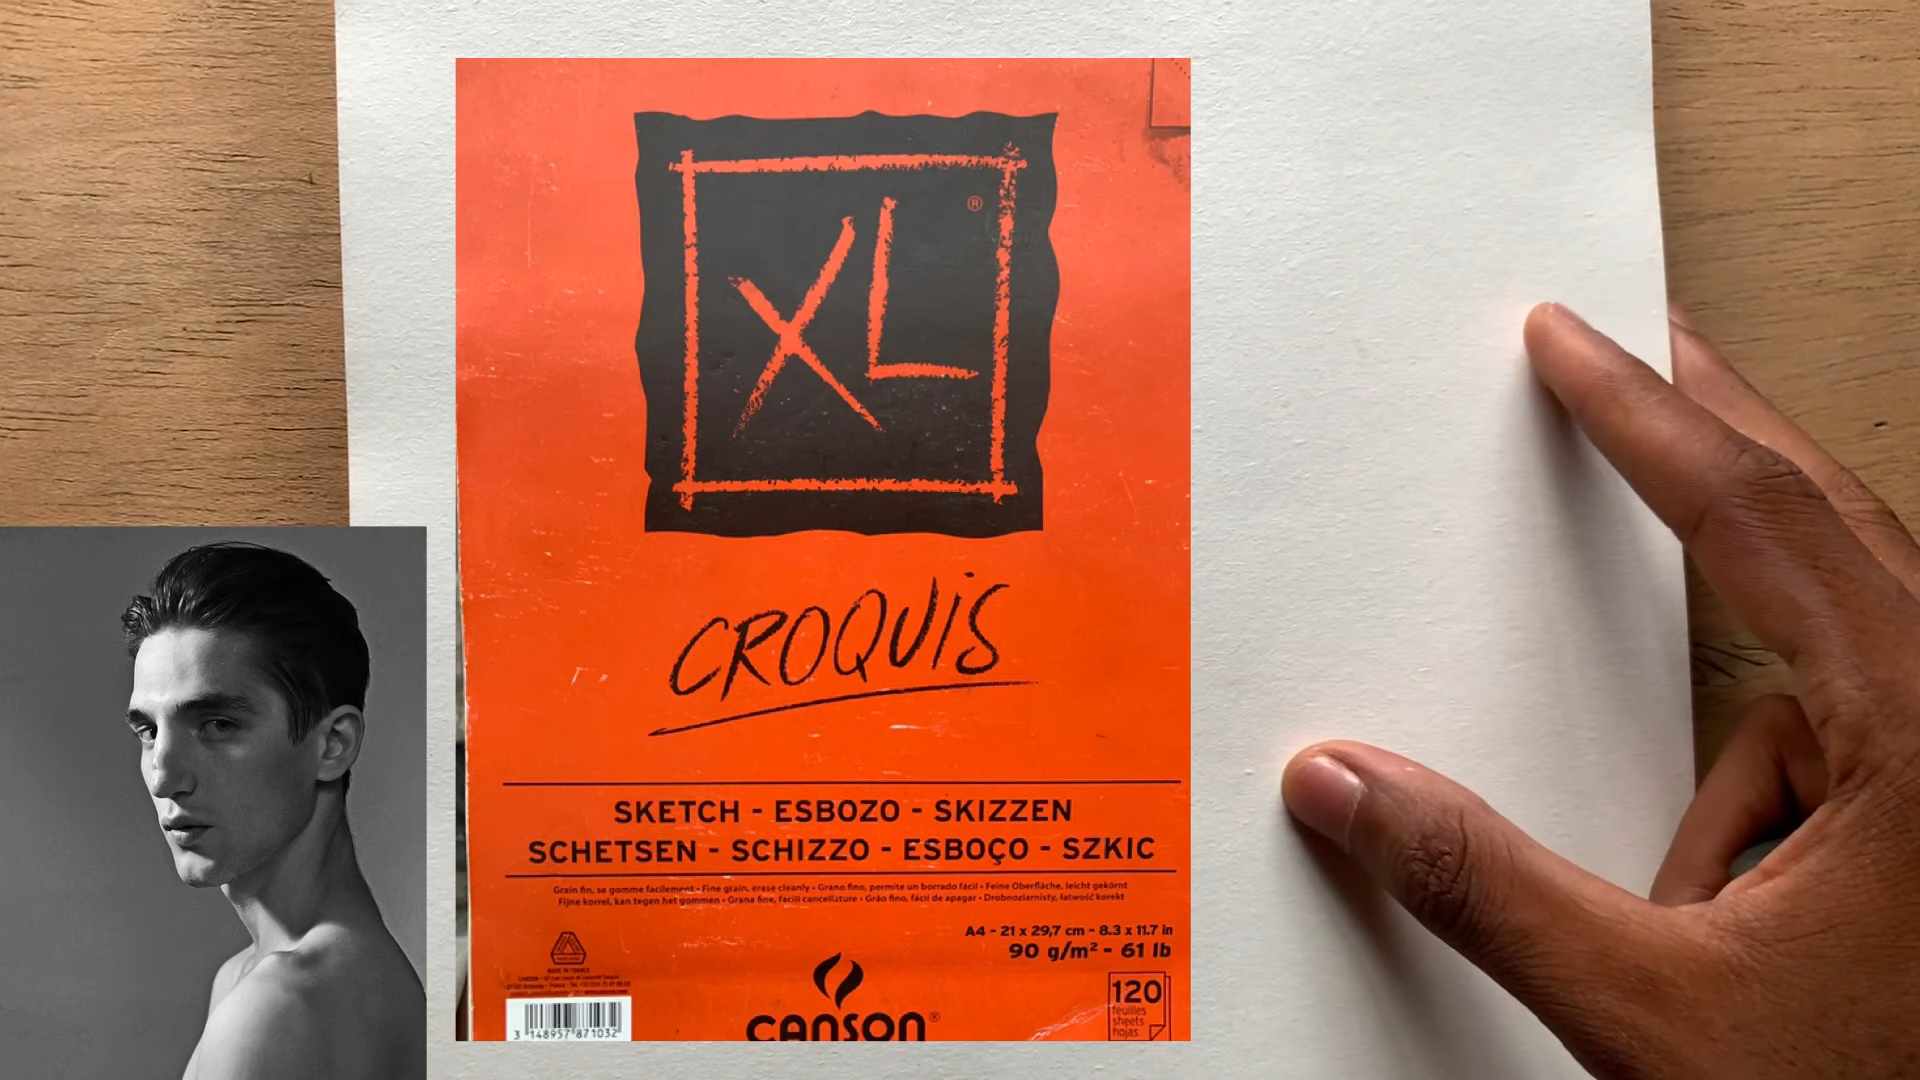 XL ®
CROQUIS
SKETCH - ESBOZO - SKIZZEN
SCHETSEN - SCHIZZO - ESBOÇO - SZKIC
Grain fin, se gomme facilement • Fine grain, erase cleanly • Grano fino, permite un borrado fácil • Feine Oberfläche, leicht gekörnt
Fijne korrel, kan tegen het gommen • Grana fine, facili cancellature • Grão fino, fácil de apagar • Drobnoziarnisty, łatwość korekt
A4 - 21 x 29,7 cm - 8.3 x 11.7 in
90 g/m² - 61 lb
MADE IN FRANCE
3 148957 871032
CANSON®
120
feuilles
sheets
hojas